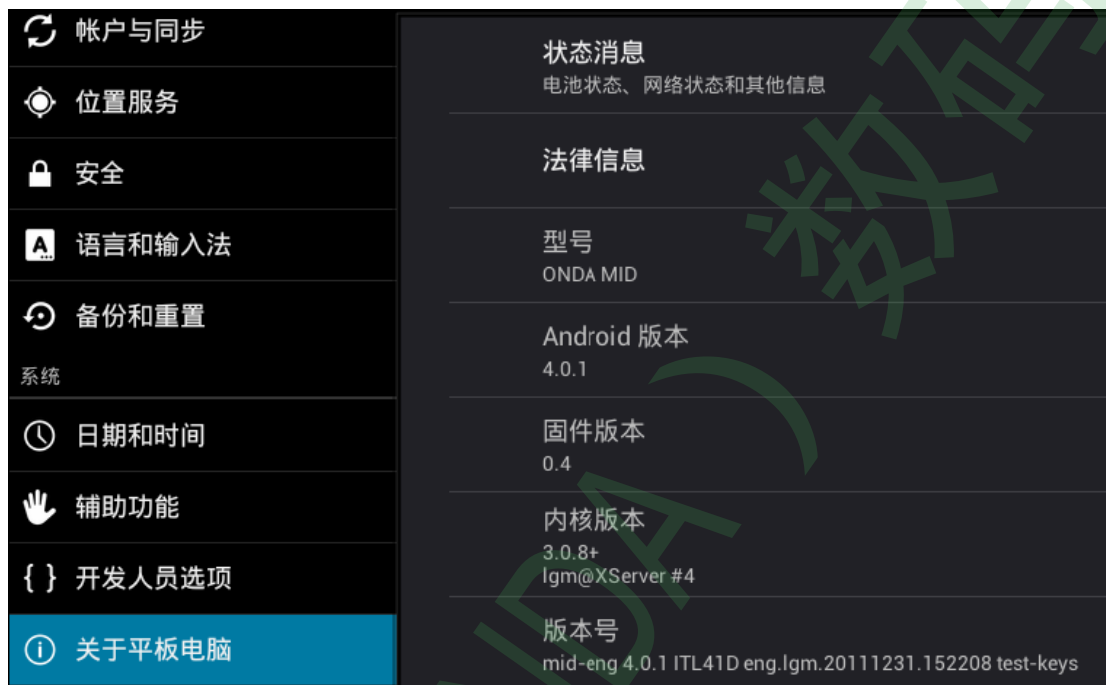 帐户与同步
位置服务
安全
语言和输入法
备份和重置
系统
日期和时间
辅助功能
{ } 开发人员选项
关于平板电脑
状态消息
电池状态、网络状态和其他信息
法律信息
型号
ONDA MID
Android 版本
4.0.1
固件版本
0.4
内核版本
3.0.8+
lgm@XServer #4
版本号
mid-eng 4.0.1 ITL41D eng.lgm.20111231.152208 test-keys
NDA ) 数码